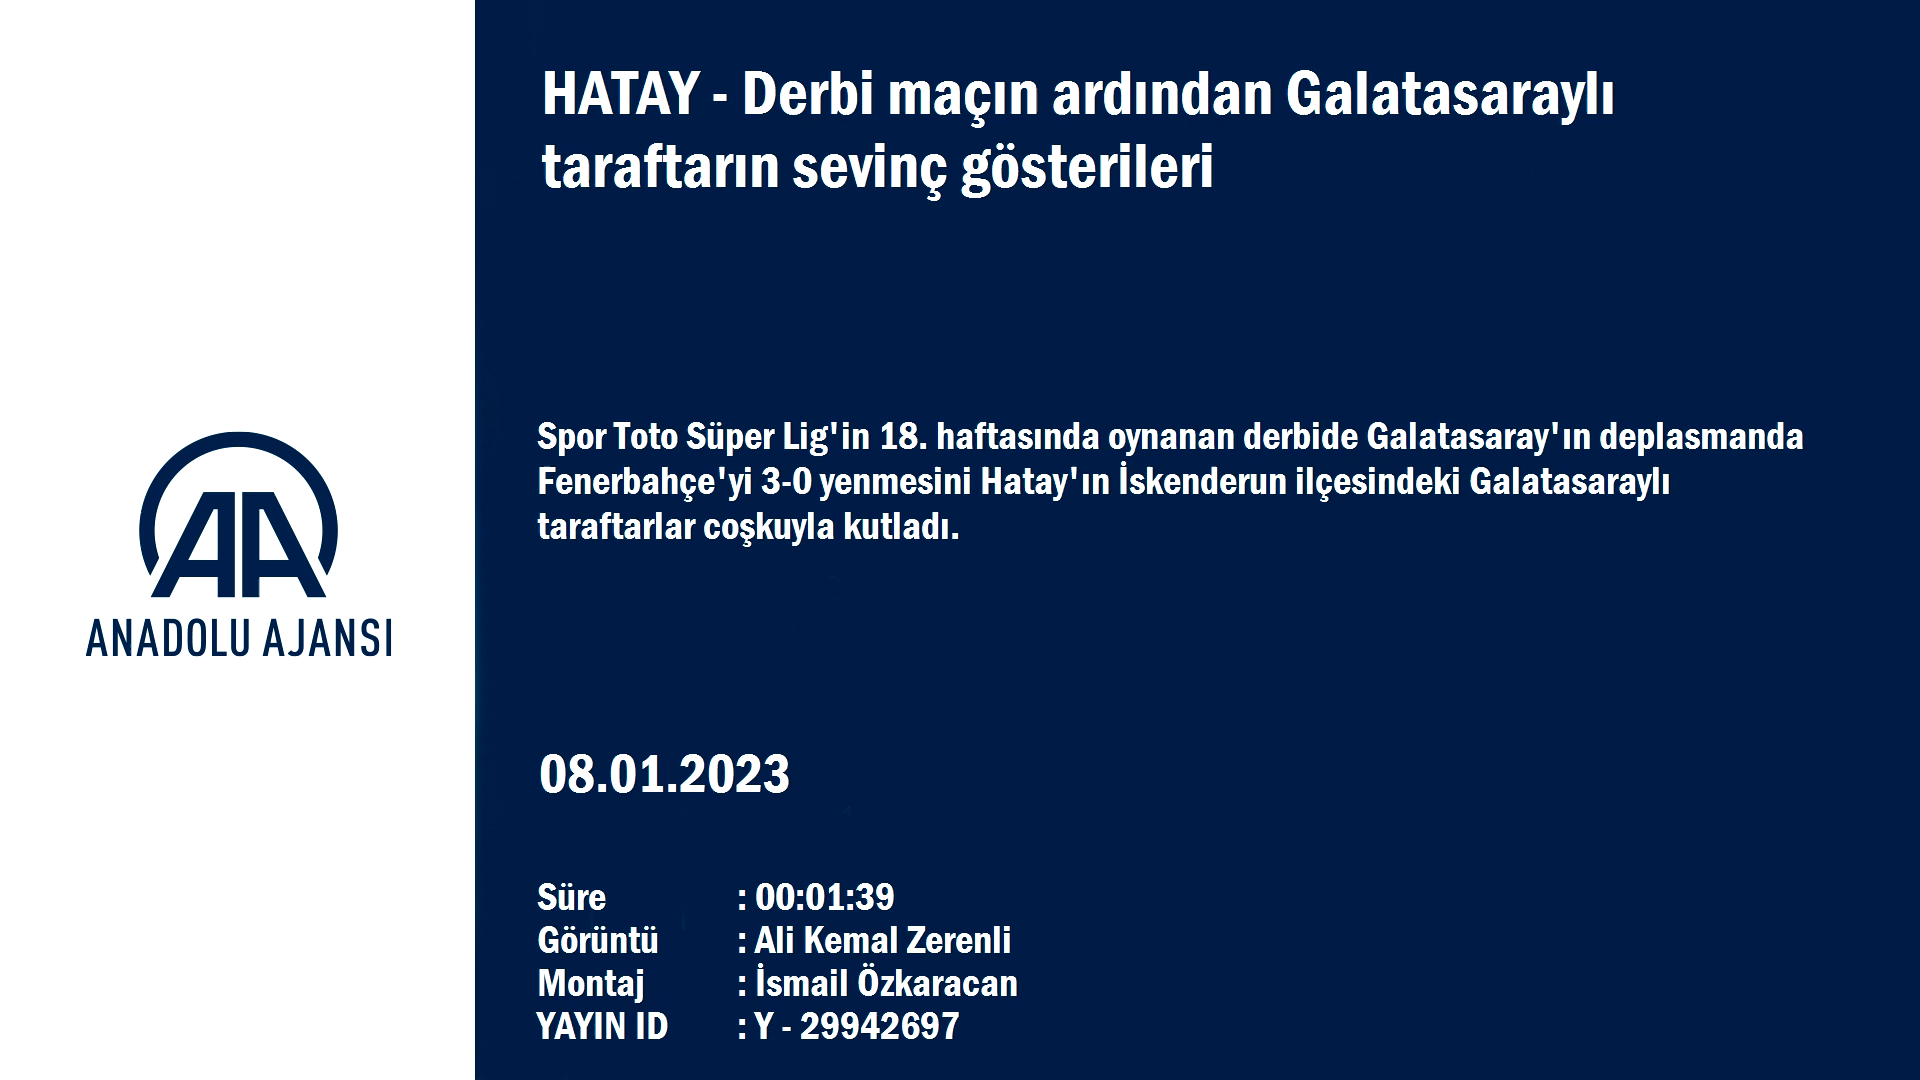 HATAY - Derbi maçın ardından Galatasaraylı
taraftarın sevinç gösterileri
Spor Toto Süper Lig'in 18. haftasında oynanan derbide Galatasaray'ın deplasmanda
Fenerbahçe'yi 3-0 yenmesini Hatay'ın İskenderun ilçesindeki Galatasaraylı
taraftarlar coşkuyla kutladı.
AA
ANADOLU AJANSI
08.01.2023
Süre : 00:01:39
Görüntü : Ali Kemal Zerenli
Montaj : İsmail Özkaracan
YAYIN ID : Y - 29942697